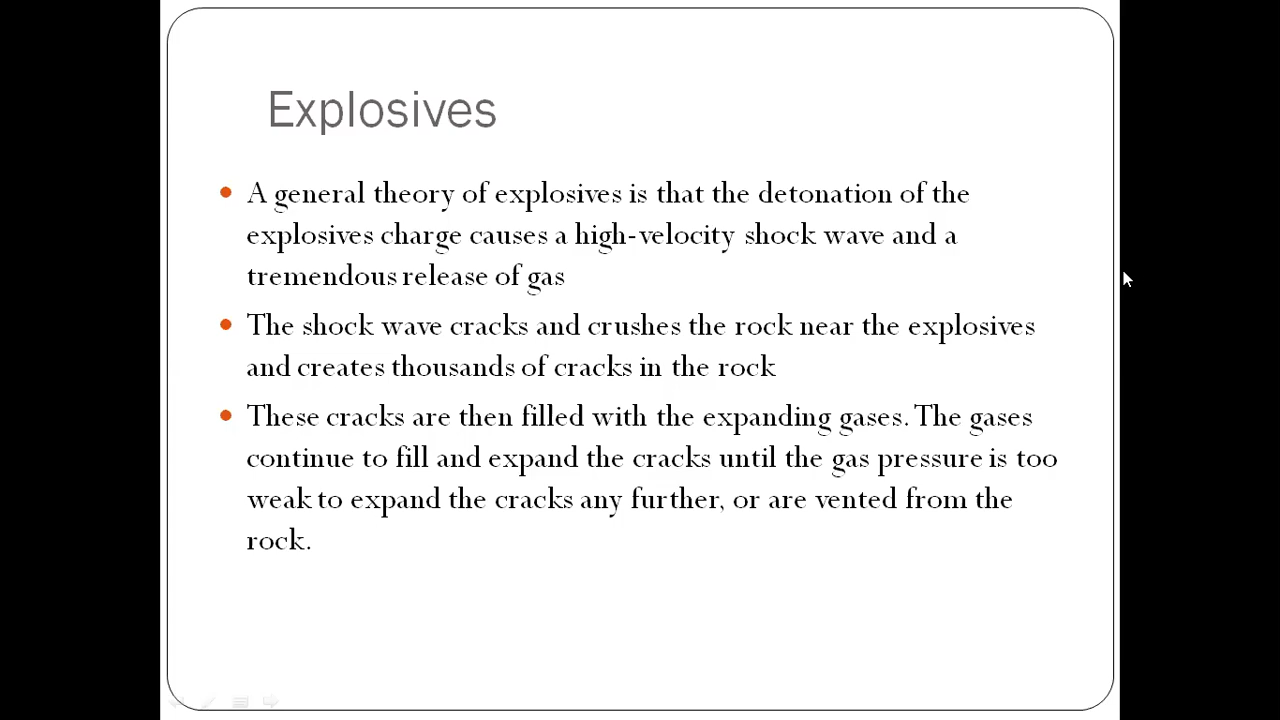 Explosives
A general theory of explosives is that the detonation of the
explosives charge causes a high-velocity shock wave and a
tremendous release of gas
The shock wave cracks and crushes the rock near the explosives
and creates thousands of cracks in the rock
These cracks are then filled with the expanding gases. The gases
continue to fill and expand the cracks until the gas pressure is too
weak to expand the cracks any further, or are vented from the
rock.